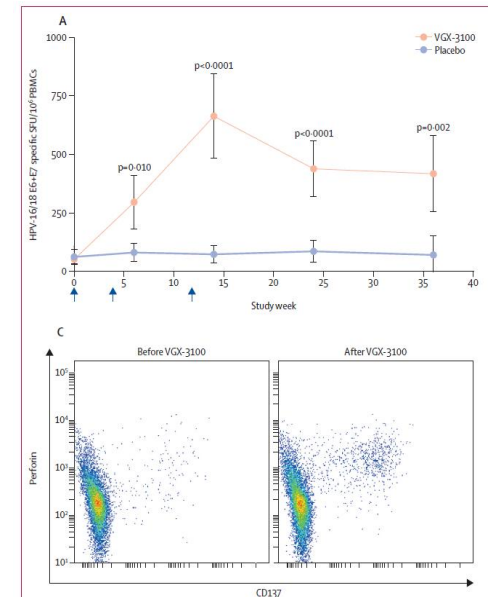 A
VGX-3100
Placebo
HPV-16/18 E6+E7 specific SFU/10⁶ PBMCs
1000
750
500
250
0
p=0·010
p<0·0001
p<0·0001
p=0·002
0 5 10 15 20 25 30 35 40
Study week
C
Before VGX-3100
After VGX-3100
Perforin
10⁵
10⁴
10³
10²
10¹
CD137